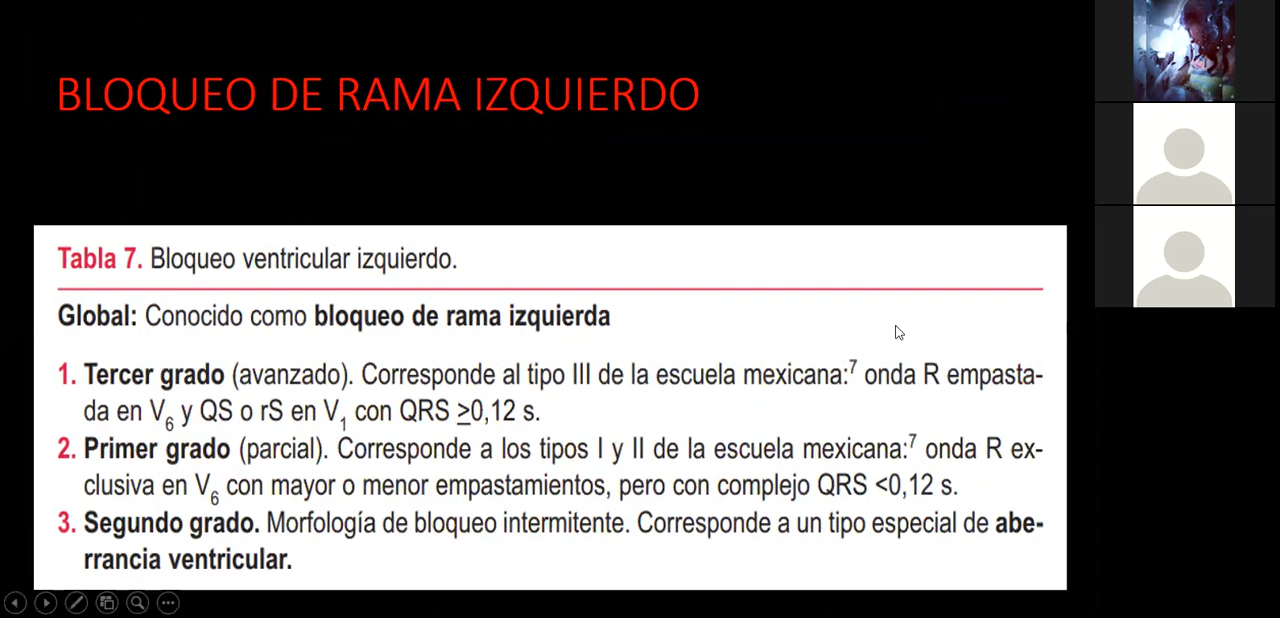 BLOQUEO DE RAMA IZQUIERDO
Tabla 7. Bloqueo ventricular izquierdo.
Global: Conocido como bloqueo de rama izquierda
1. Tercer grado (avanzado). Corresponde al tipo III de la escuela mexicana:⁷ onda R empasta-
da en V₆ y QS o rS en V₁ con QRS ≥0,12 s.
2. Primer grado (parcial). Corresponde a los tipos I y II de la escuela mexicana:⁷ onda R ex-
clusiva en V₆ con mayor o menor empastamientos, pero con complejo QRS <0,12 s.
3. Segundo grado. Morfología de bloqueo intermitente. Corresponde a un tipo especial de abe-
rrancia ventricular.